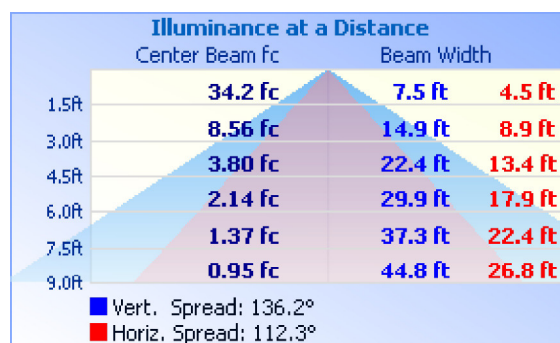 Illuminance at a Distance
Center Beam fc Beam Width
1.5ft 34.2 fc 7.5 ft 4.5 ft
3.0ft 8.56 fc 14.9 ft 8.9 ft
4.5ft 3.80 fc 22.4 ft 13.4 ft
6.0ft 2.14 fc 29.9 ft 17.9 ft
7.5ft 1.37 fc 37.3 ft 22.4 ft
9.0ft 0.95 fc 44.8 ft 26.8 ft
Vert. Spread: 136.2°
Horiz. Spread: 112.3°